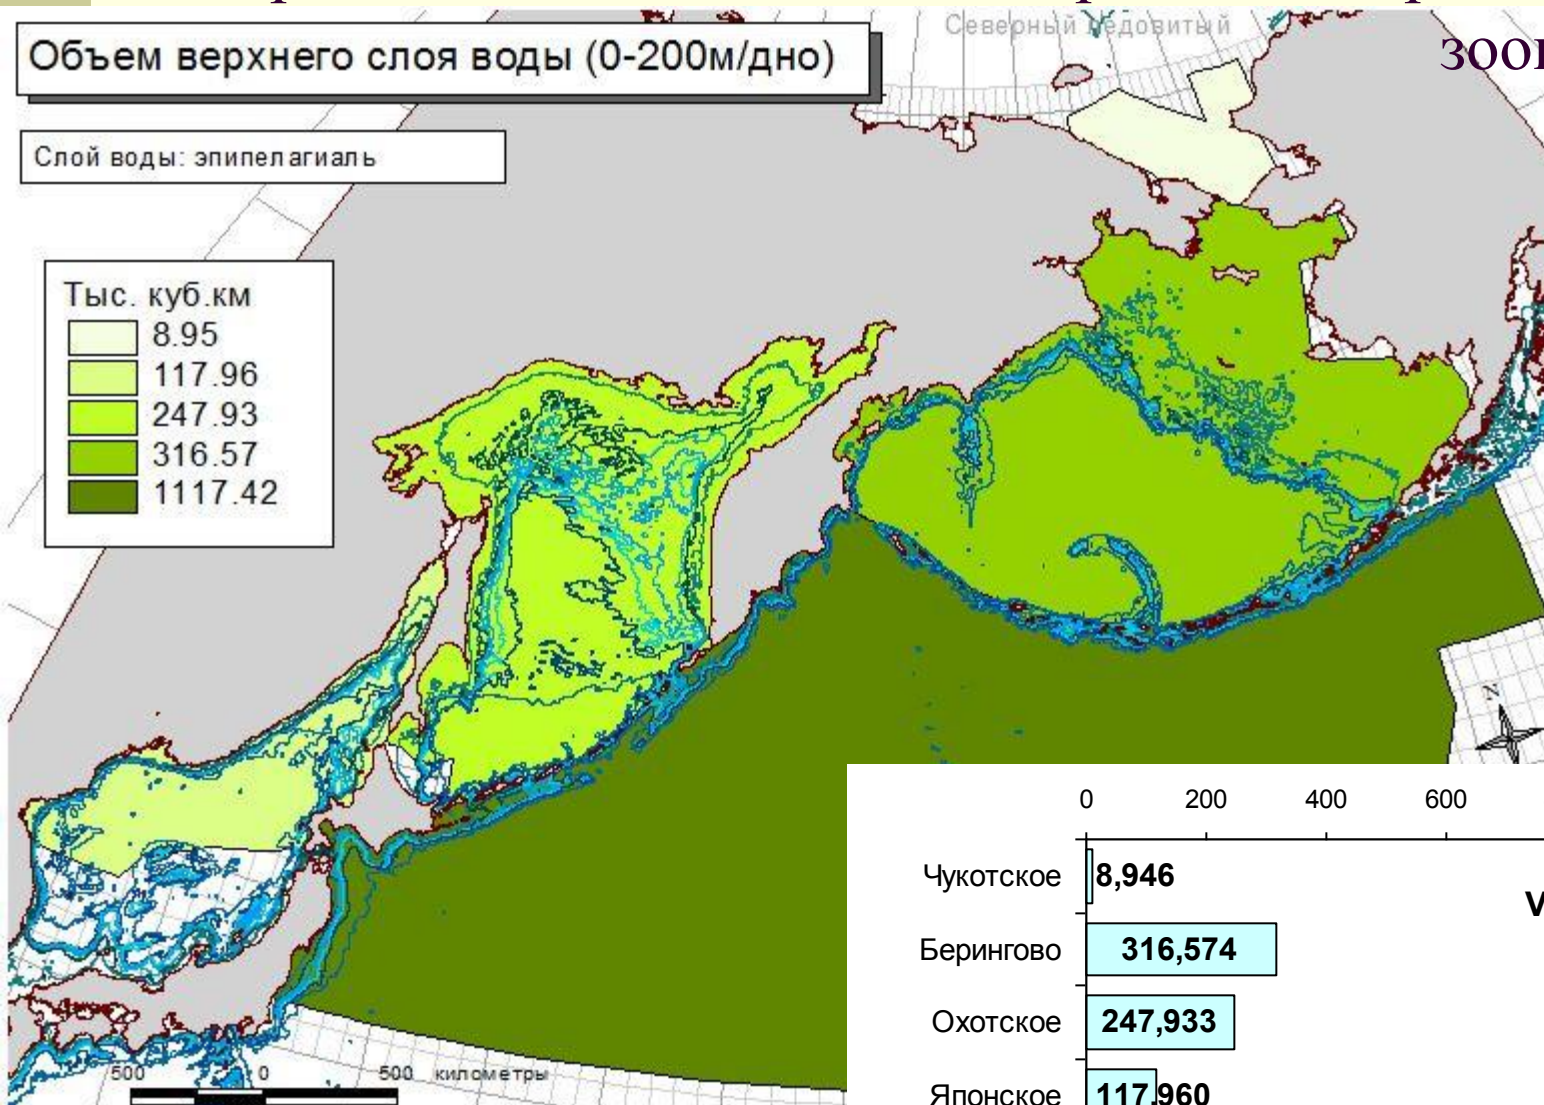 зооп
Северный Ледовитый
Объем верхнего слоя воды (0-200м/дно)
Слой воды: эпипелагиаль
Тыс. куб.км
8.95
117.96
247.93
316.57
1117.42
N
0 200 400 600
Чукотское 8,946
V
Берингово 316,574
Охотское 247,933
Японское 117,960
500 0 500 километры